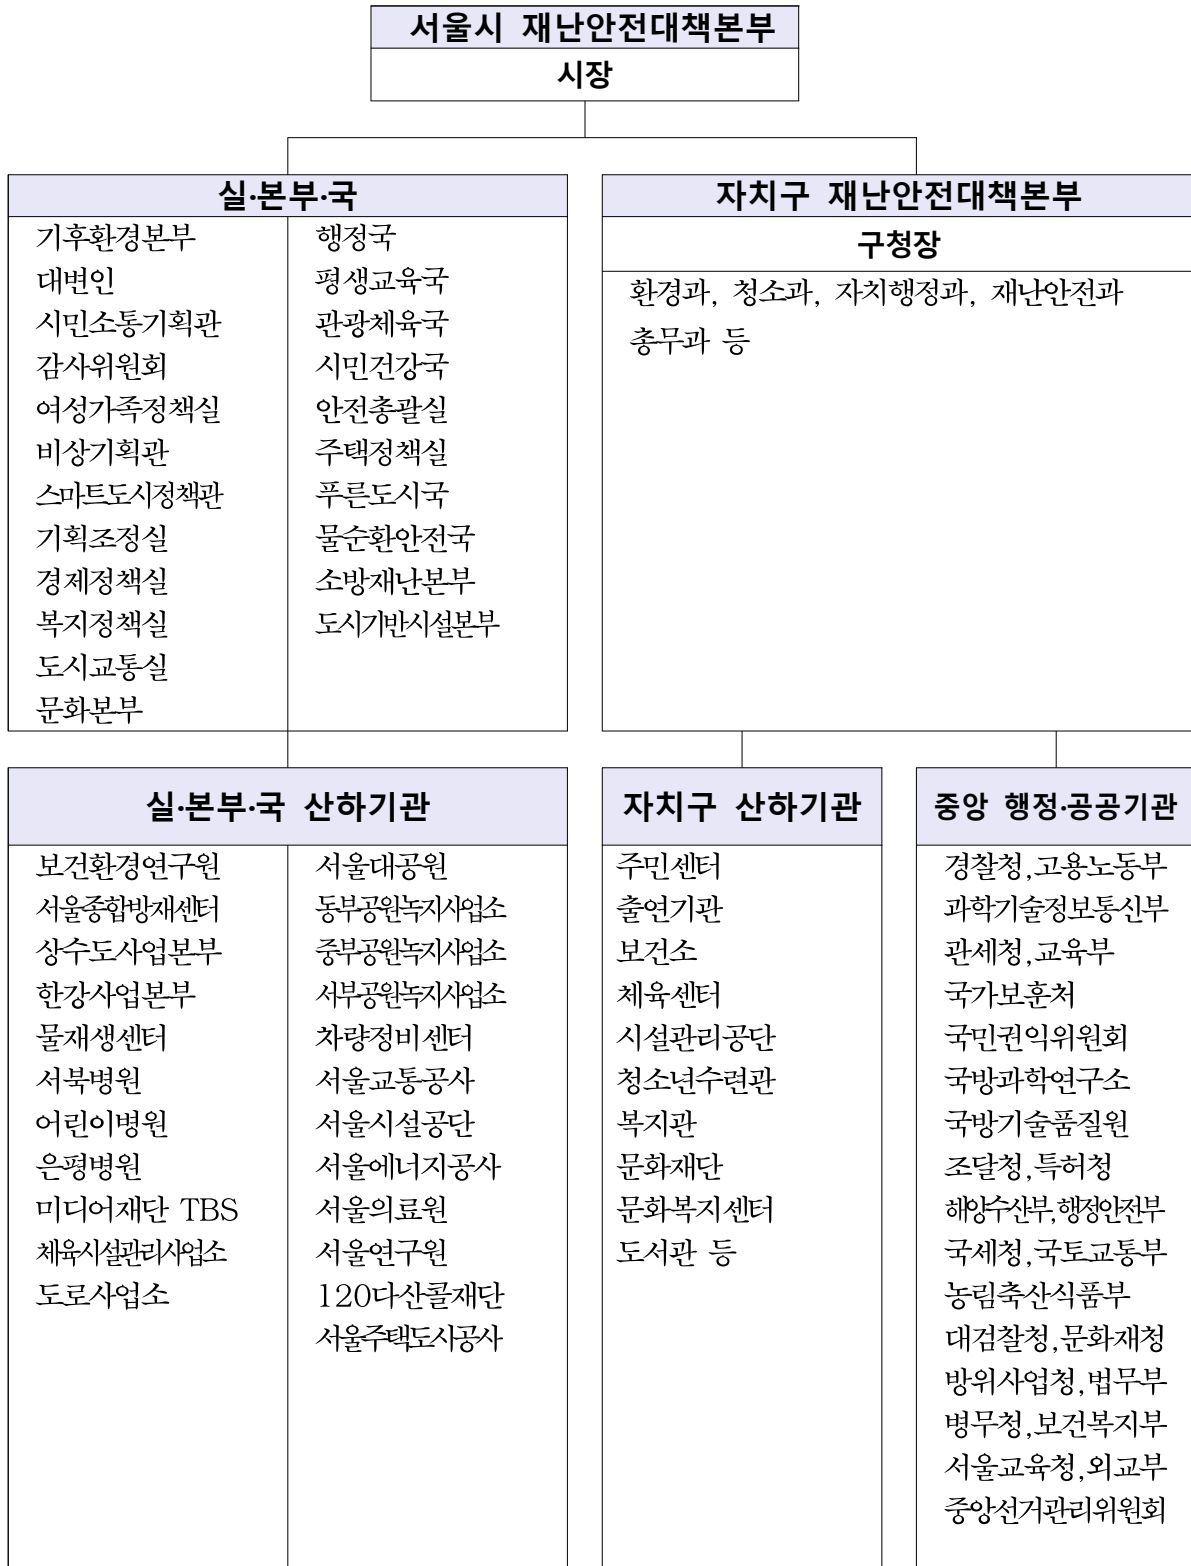 서울시 재난안전대책본부
시장
실·본부·국
기후환경본부
대변인
시민소통기획관
감사위원회
여성가족정책실
비상기획관
스마트도시정책관
기획조정실
경제정책실
복지정책실
도시교통실
문화본부
행정국
평생교육국
관광체육국
시민건강국
안전총괄실
주택정책실
푸른도시국
물순환안전국
소방재난본부
도시기반시설본부
자치구 재난안전대책본부
구청장
환경과, 청소과, 자치행정과, 재난안전과
총무과 등
실·본부·국 산하기관
보건환경연구원
서울종합방재센터
상수도사업본부
한강사업본부
물재생센터
서북병원
어린이병원
은평병원
미디어재단 TBS
체육시설관리사업소
도로사업소
서울대공원
동부공원녹지사업소
중부공원녹지사업소
서부공원녹지사업소
차량정비센터
서울교통공사
서울시설공단
서울에너지공사
서울의료원
서울연구원
120다산콜재단
서울주택도시공사
자치구 산하기관
주민센터
출연기관
보건소
체육센터
시설관리공단
청소년수련관
복지관
문화재단
문화복지센터
도서관 등
중앙 행정·공공기관
경찰청,고용노동부
과학기술정보통신부
관세청,교육부
국가보훈처
국민권익위원회
국방과학연구소
국방기술품질원
조달청,특허청
해양수산부,행정안전부
국세청,국토교통부
농림축산식품부
대검찰청,문화재청
방위사업청,법무부
병무청,보건복지부
서울교육청,외교부
중앙선거관리위원회